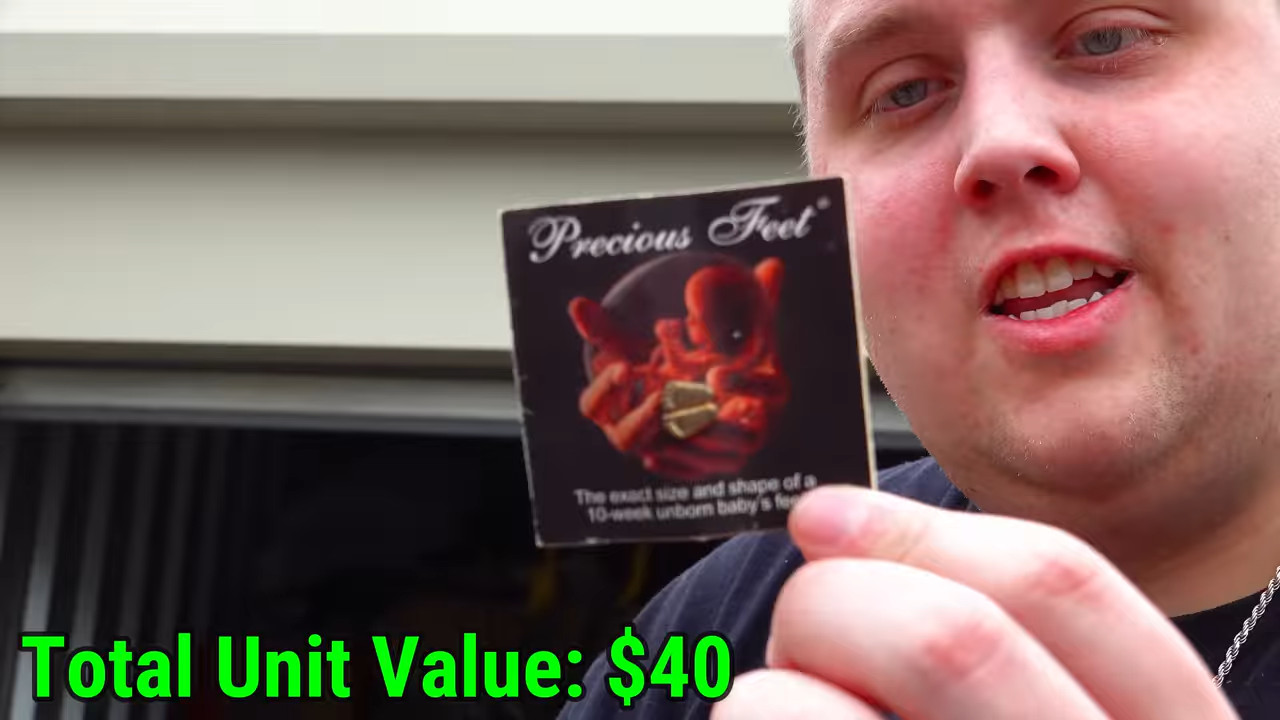 Precious Feet®
The exact size and shape of a
10-week unborn baby's
Total Unit Value: $40